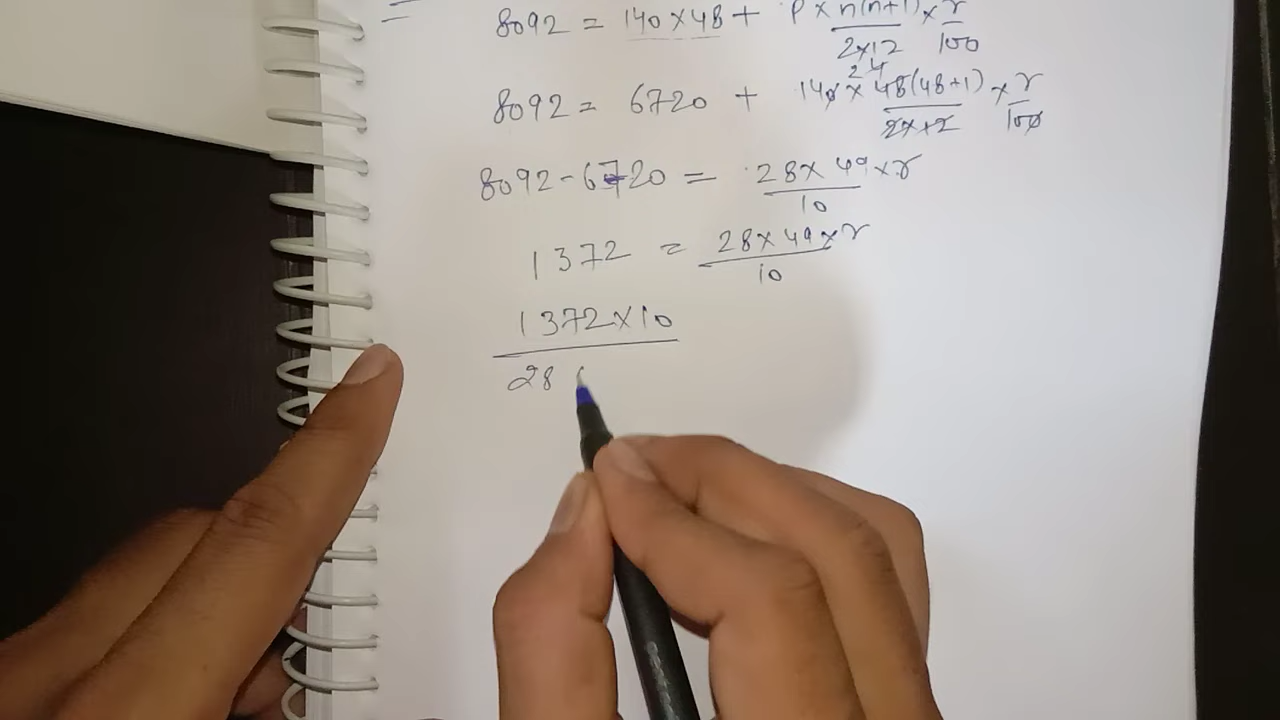 8092 = 140 × 48 + P × n(n+1)/2×12 × r/100
8092 = 6720 + 140 × 48(48+1)/2×12 × r/100
8092 - 6720 = 28 × 49 × r/10
1372 = 28 × 49 × r/10
1372 × 10
28